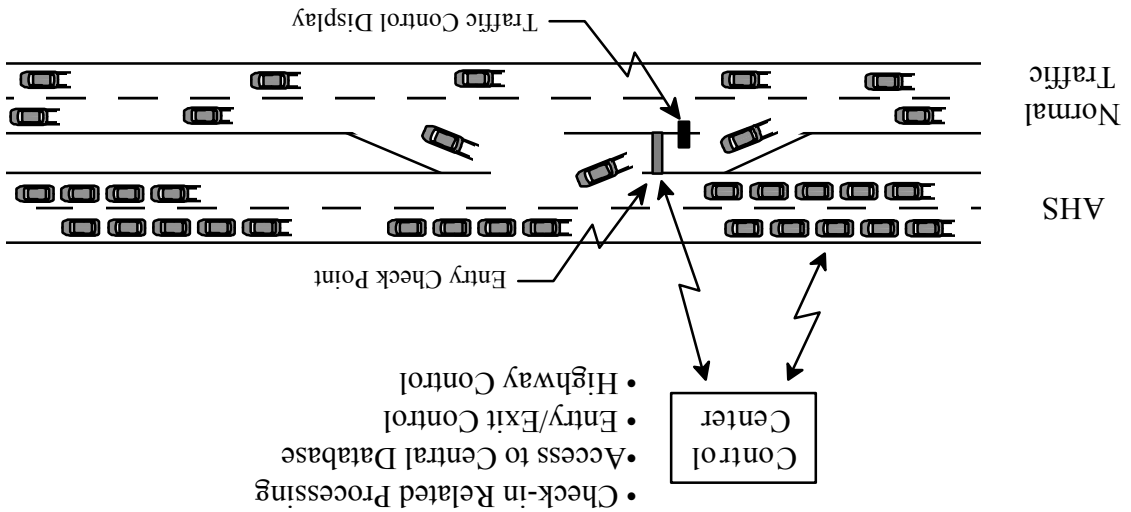 Control
Center
• Check-in Related Processing
•Access to Central Database
• Entry/Exit Control
• Highway Control
Entry Check Point
AHS
Normal
Traffic
Traffic Control Display